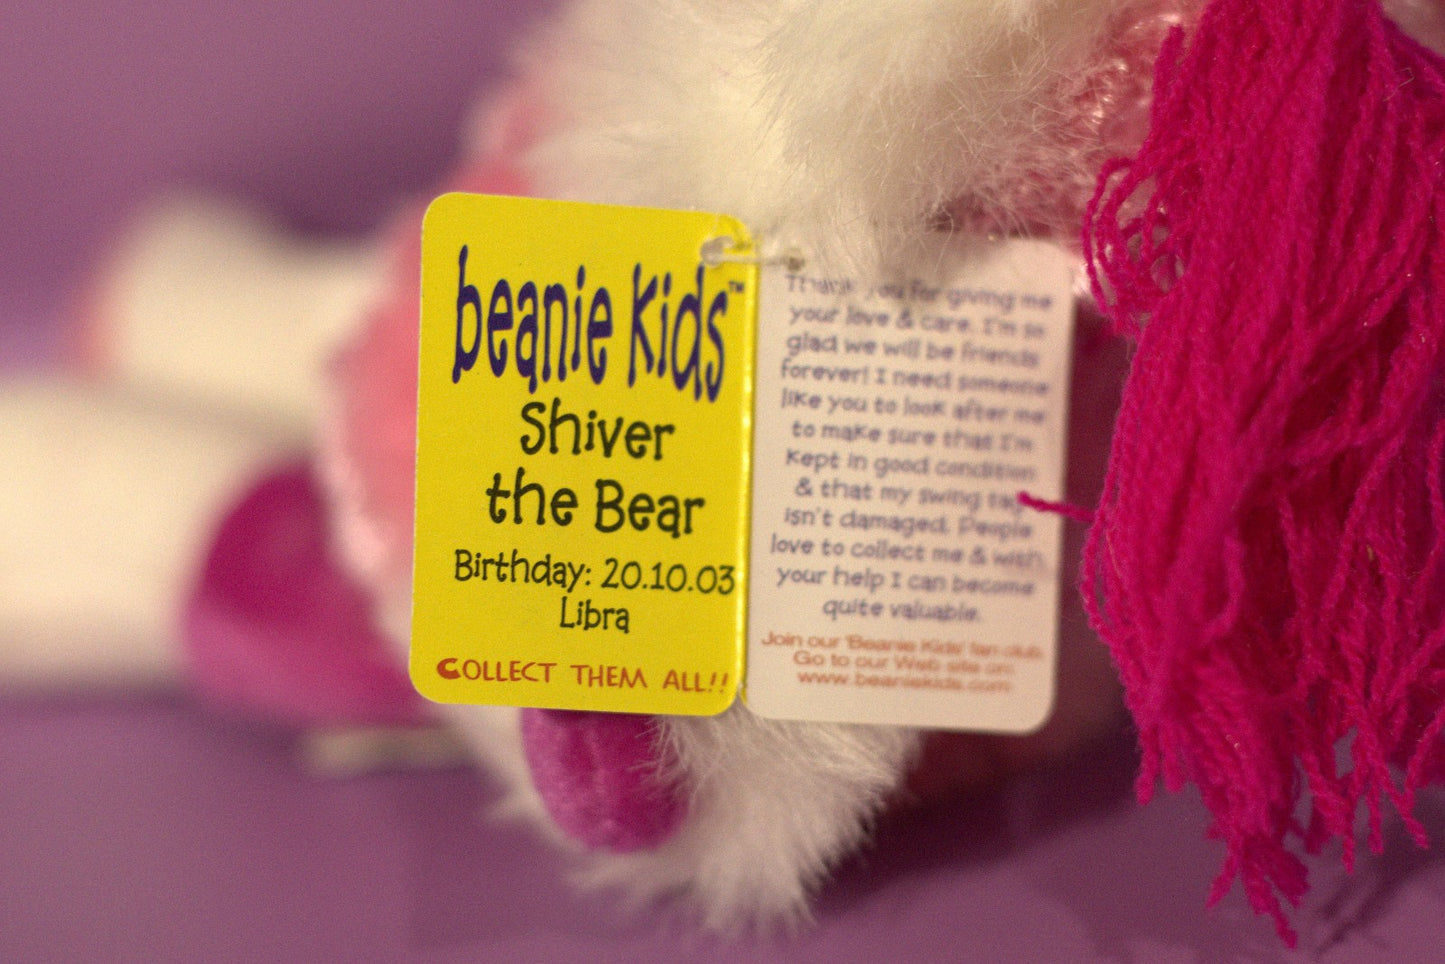 beanie kids™
Shiver
the Bear
Birthday: 20.10.03
Libra
COLLECT THEM ALL!!
Thank you for giving me
your love & care. I'm so
glad we will be friends
forever! I need someone
like you to look after me
to make sure that I'm
kept in good condition
& that my swing tag
isn't damaged. People
love to collect me & with
your help I can become
quite valuable.
Join our 'Beanie Kids' fan club.
Go to our Web site on:
www.beaniekids.com